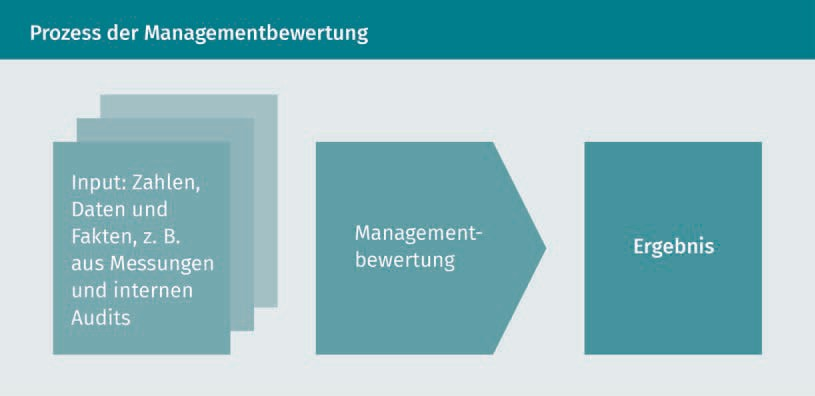 Prozess der Managementbewertung
Input: Zahlen,
Daten und
Fakten, z. B.
aus Messungen
und internen
Audits
Management-
bewertung
Ergebnis